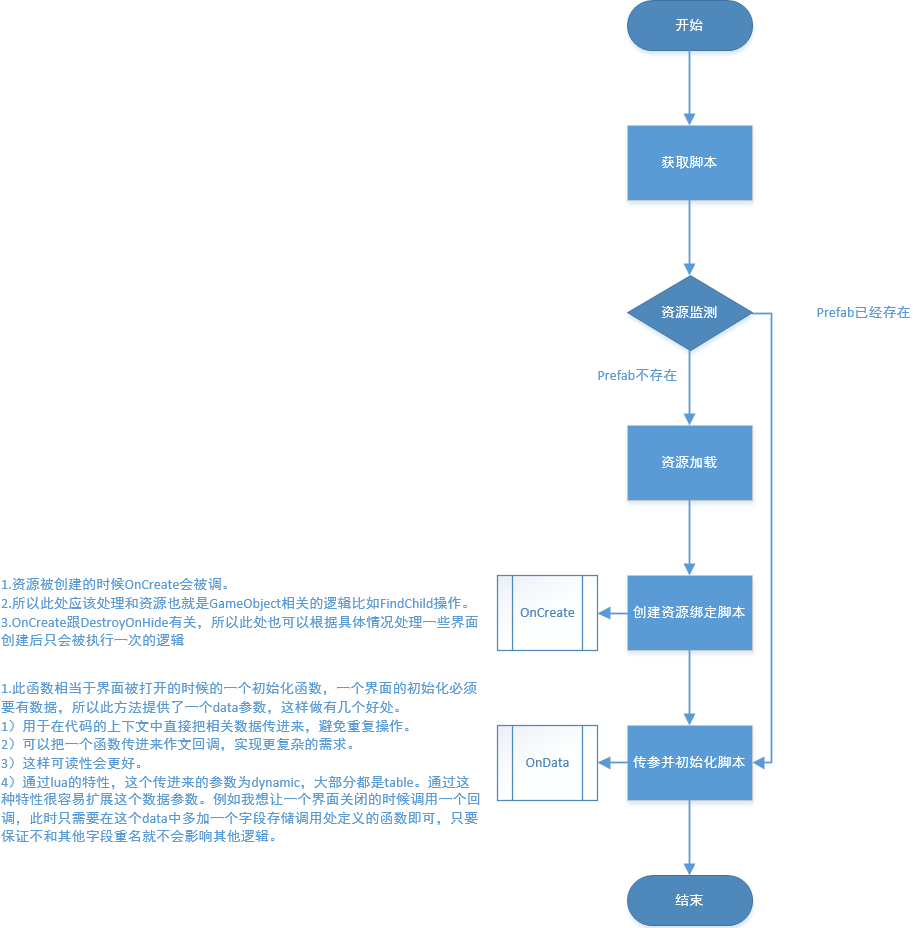 开始
获取脚本
资源监测
Prefab已经存在
Prefab不存在
资源加载
1.资源被创建的时候OnCreate会被调。
2.所以此处应该处理和资源也就是GameObject相关的逻辑比如FindChild操作。
3.OnCreate跟DestroyOnHide有关，所以此处也可以根据具体情况处理一些界面
创建后只会被执行一次的逻辑
OnCreate
创建资源绑定脚本
1.此函数相当于界面被打开的时候的一个初始化函数，一个界面的初始化必须
要有数据，所以此方法提供了一个data参数，这样做有几个好处。
1）用于在代码的上下文中直接把相关数据传进来，避免重复操作。
2）可以把一个函数传进来作文回调，实现更复杂的需求。
3）这样可读性会更好。
4）通过lua的特性，这个传进来的参数为dynamic，大部分都是table。通过这
种特性很容易扩展这个数据参数。例如我想让一个界面关闭的时候调用一个回
调，此时只需要在这个data中多加一个字段存储调用处定义的函数即可，只要
保证不和其他字段重名就不会影响其他逻辑。
OnData
传参并初始化脚本
结束